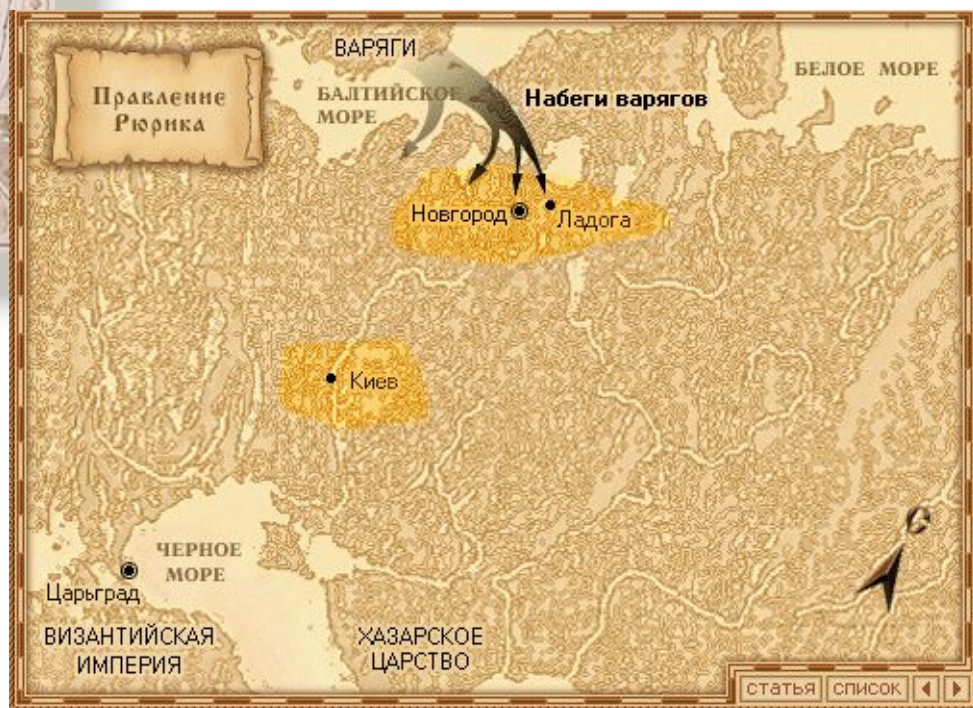 ВАРЯГИ
Правление
Рюрика
БАЛТИЙСКОЕ
МОРЕ
Набеги варягов
БЕЛОЕ МОРЕ
Новгород
Ладога
Киев
С
ЧЕРНОЕ
МОРЕ
Царьград
ВИЗАНТИЙСКАЯ
ИМПЕРИЯ
ХАЗАРСКОЕ
ЦАРСТВО
статья список